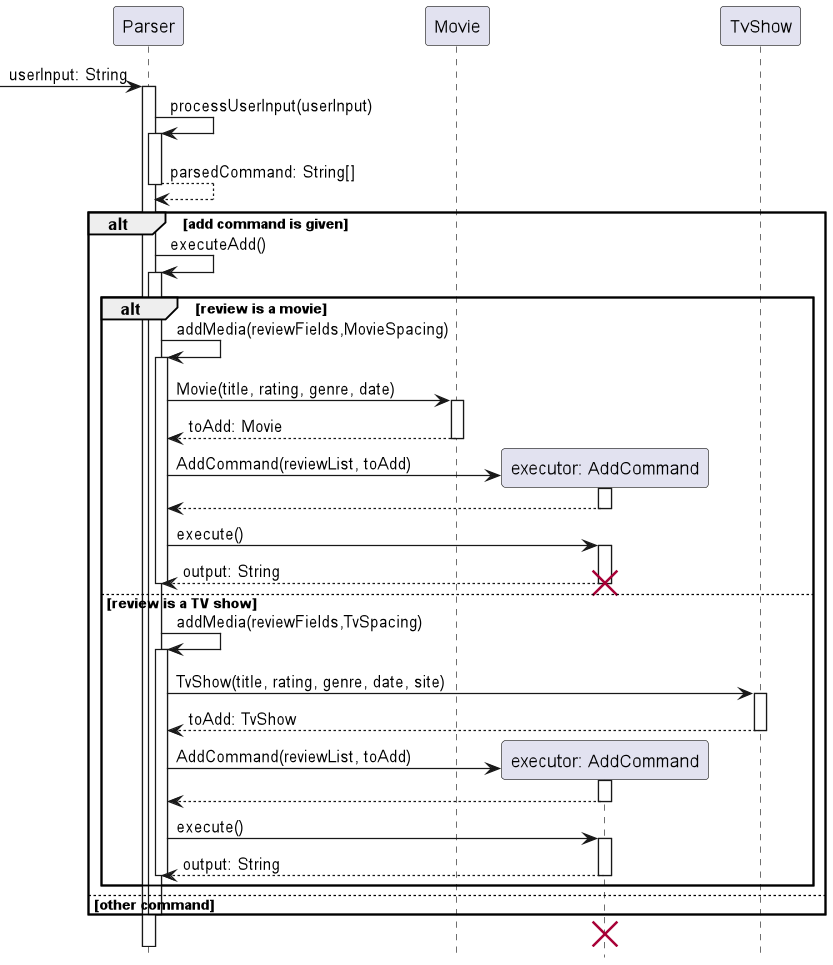 Parser
Movie
TvShow
userInput: String
processUserInput(userInput)
parsedCommand: String[]
alt [add command is given]
executeAdd()
alt [review is a movie]
addMedia(reviewFields,MovieSpacing)
Movie(title, rating, genre, date)
toAdd: Movie
AddCommand(reviewList, toAdd)
executor: AddCommand
execute()
output: String
[review is a TV show]
addMedia(reviewFields,TvSpacing)
TvShow(title, rating, genre, date, site)
toAdd: TvShow
AddCommand(reviewList, toAdd)
executor: AddCommand
execute()
output: String
[other command]